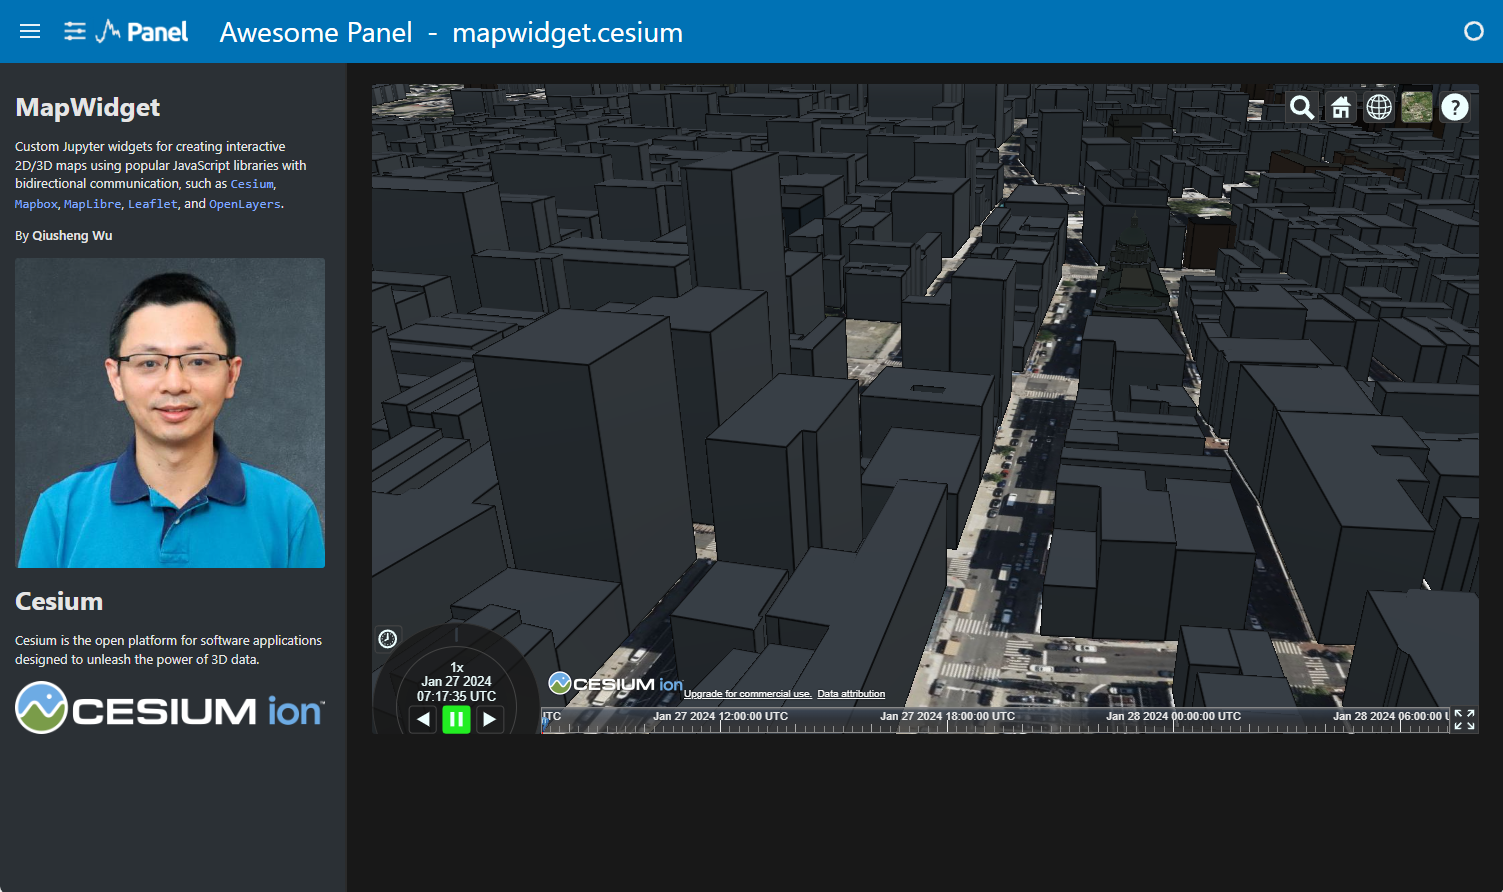 Panel
Awesome Panel - mapwidget.cesium
MapWidget
Custom Jupyter widgets for creating interactive
2D/3D maps using popular JavaScript libraries with
bidirectional communication, such as Cesium,
Mapbox, MapLibre, Leaflet, and OpenLayers.
By Qiusheng Wu
Cesium
Cesium is the open platform for software applications
designed to unleash the power of 3D data.
CESIUM ion™
?
1x
Jan 27 2024
07:17:35 UTC
CESIUM ion
Upgrade for commercial use. Data attribution
TC Jan 27 2024 12:00:00 UTC Jan 27 2024 18:00:00 UTC Jan 28 2024 00:00:00 UTC Jan 28 2024 06:00:00 U